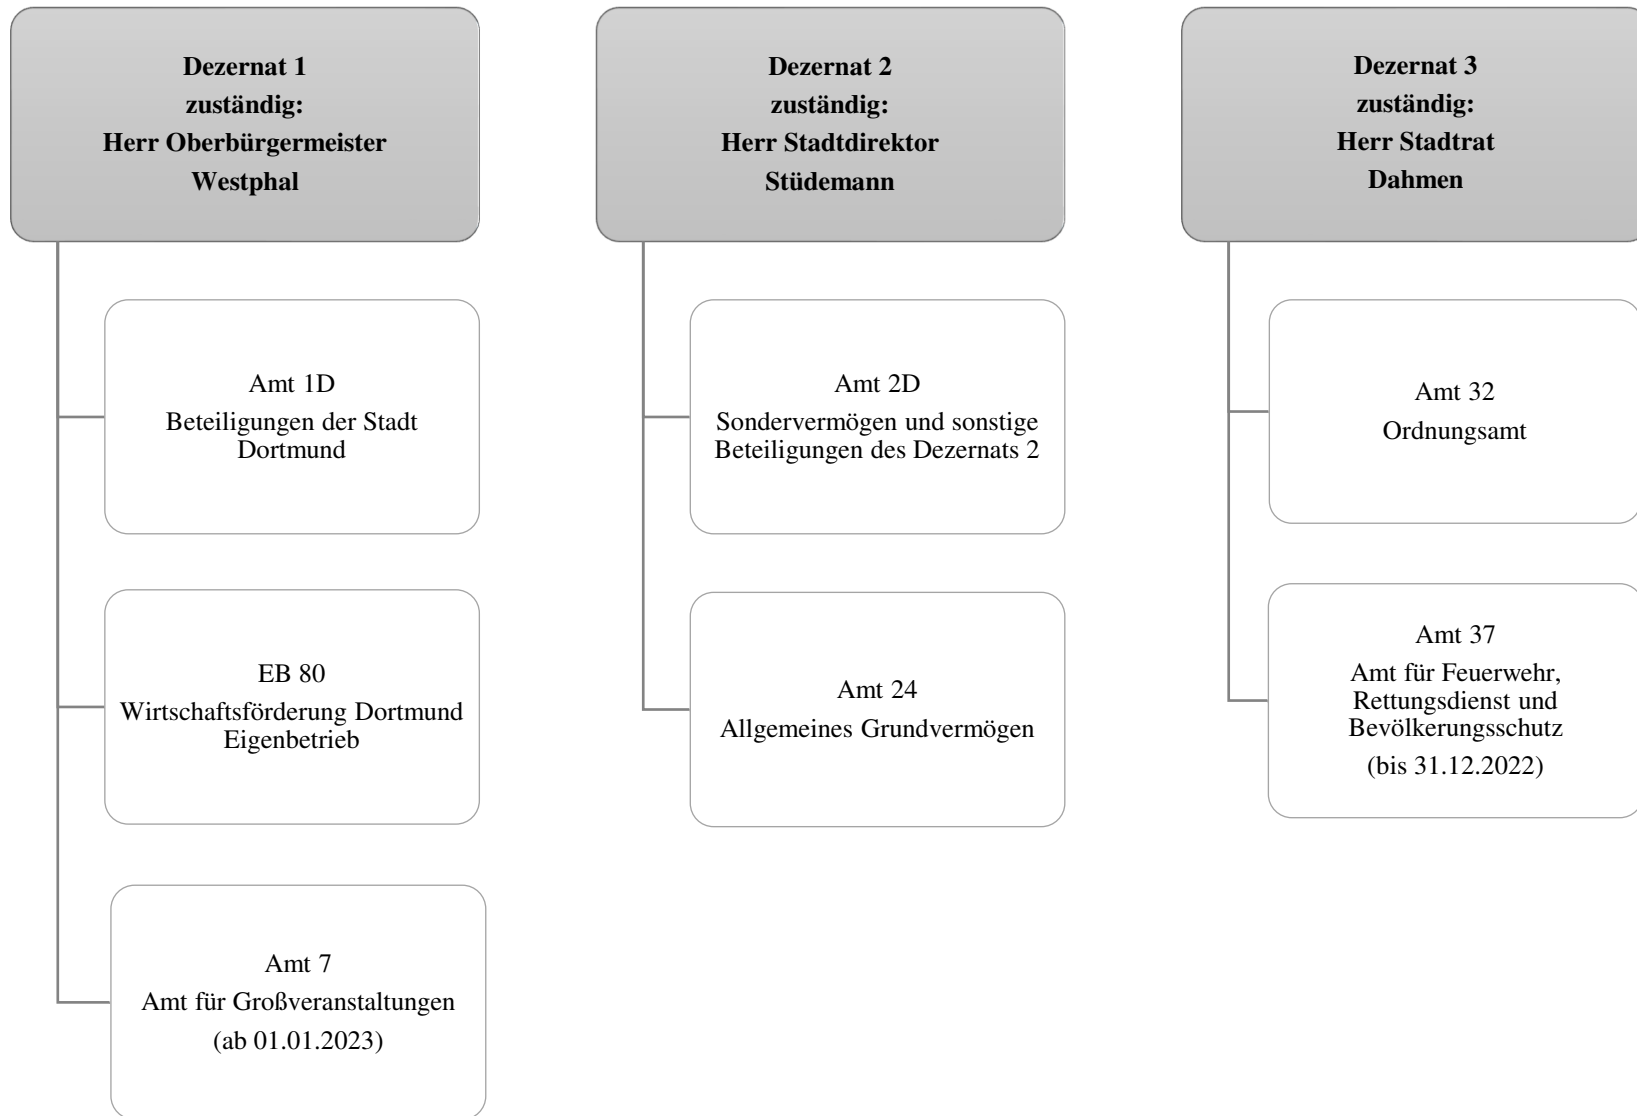 Dezernat 1
zuständig:
Herr Oberbürgermeister
Westphal
Amt 1D
Beteiligungen der Stadt
Dortmund
EB 80
Wirtschaftsförderung Dortmund
Eigenbetrieb
Amt 7
Amt für Großveranstaltungen
(ab 01.01.2023)
Dezernat 2
zuständig:
Herr Stadtdirektor
Stüdemann
Amt 2D
Sondervermögen und sonstige
Beteiligungen des Dezernats 2
Amt 24
Allgemeines Grundvermögen
Dezernat 3
zuständig:
Herr Stadtrat
Dahmen
Amt 32
Ordnungsamt
Amt 37
Amt für Feuerwehr,
Rettungsdienst und
Bevölkerungsschutz
(bis 31.12.2022)